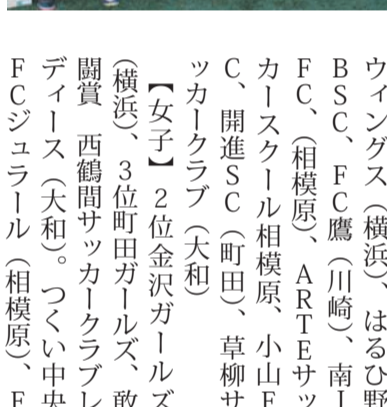 ウィングス（横浜）、はるひ野
BSC、FC鷹（川崎）、南
FC、（相模原）、ARTEサッ
カースクール相模原、小山F
C、開進SC（町田）、草柳サ
ッカークラブ（大和）
【女子】　2位金沢ガールズ
（横浜）、3位町田ガールズ、敢
闘賞　西鶴間サッカークラブレ
ディース（大和）。つくい中央
FCジュラール（相模原）、F